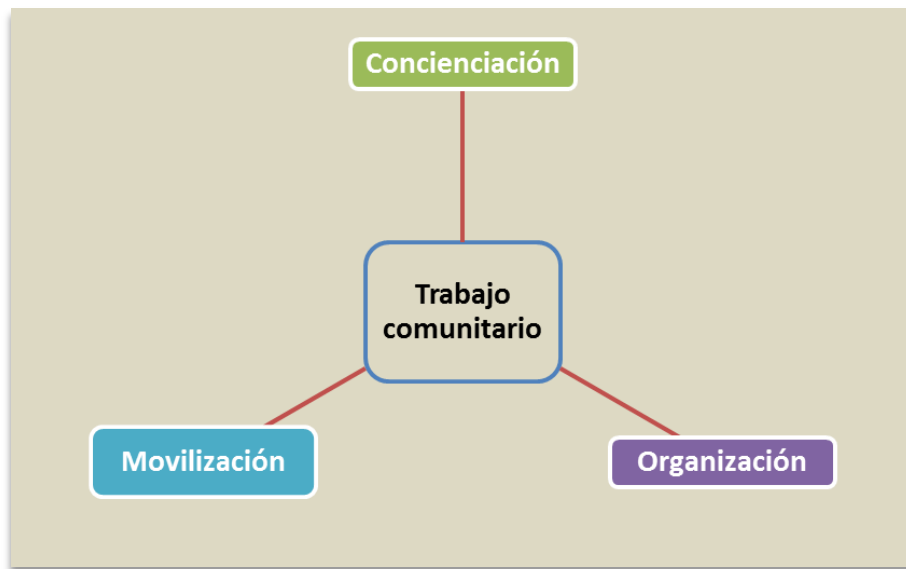 Concienciación
Trabajo
comunitario
Movilización
Organización